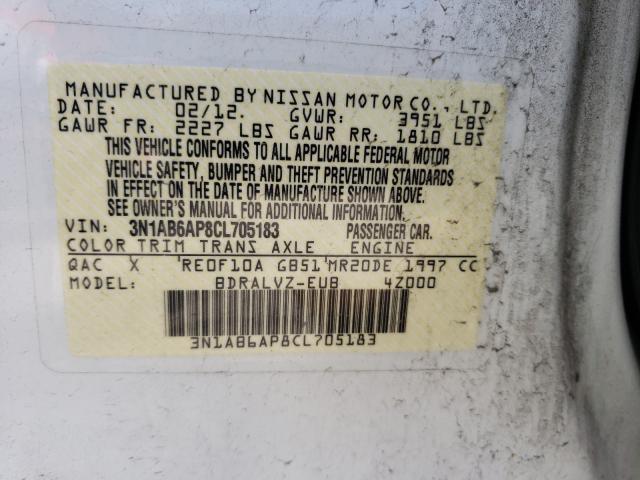 MANUFACTURED BY NISSAN MOTOR CO., LTD.
DATE: 02/12. GVWR: 3951 LBS
GAWR FR: 2227 LBS GAWR RR: 1810 LBS
THIS VEHICLE CONFORMS TO ALL APPLICABLE FEDERAL MOTOR
VEHICLE SAFETY, BUMPER AND THEFT PREVENTION STANDARDS
IN EFFECT ON THE DATE OF MANUFACTURE SHOWN ABOVE.
SEE OWNER'S MANUAL FOR ADDITIONAL INFORMATION.
VIN: 3N1AB6AP8CL705183 PASSENGER CAR.
COLOR TRIM TRANS AXLE ENGINE
QAC X 'RE0F10A GB51'MR20DE 1997 CC
MODEL: BDRALVZ-EUB 4Z000
3N1AB6AP8CL705183